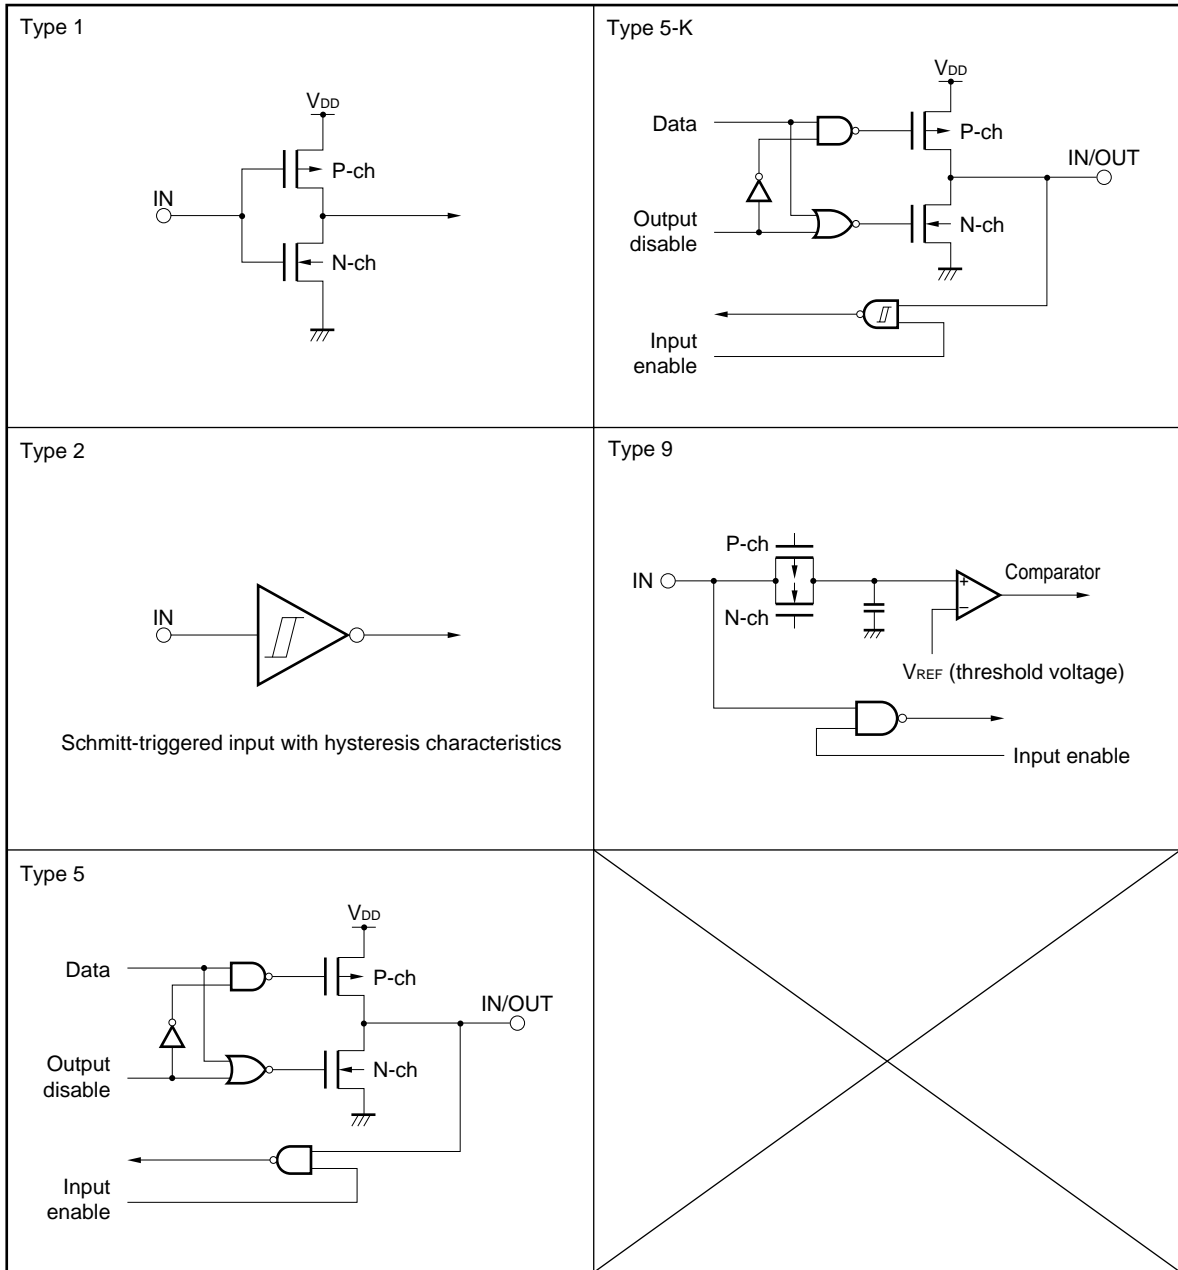 Type 1
VDD
P-ch
IN
N-ch
Type 5-K
VDD
Data
P-ch
IN/OUT
Output
disable
N-ch
Input
enable
Type 2
IN
Schmitt-triggered input with hysteresis characteristics
Type 9
P-ch
IN
N-ch
+
−
Comparator
VREF (threshold voltage)
Input enable
Type 5
VDD
Data
P-ch
IN/OUT
Output
disable
N-ch
Input
enable